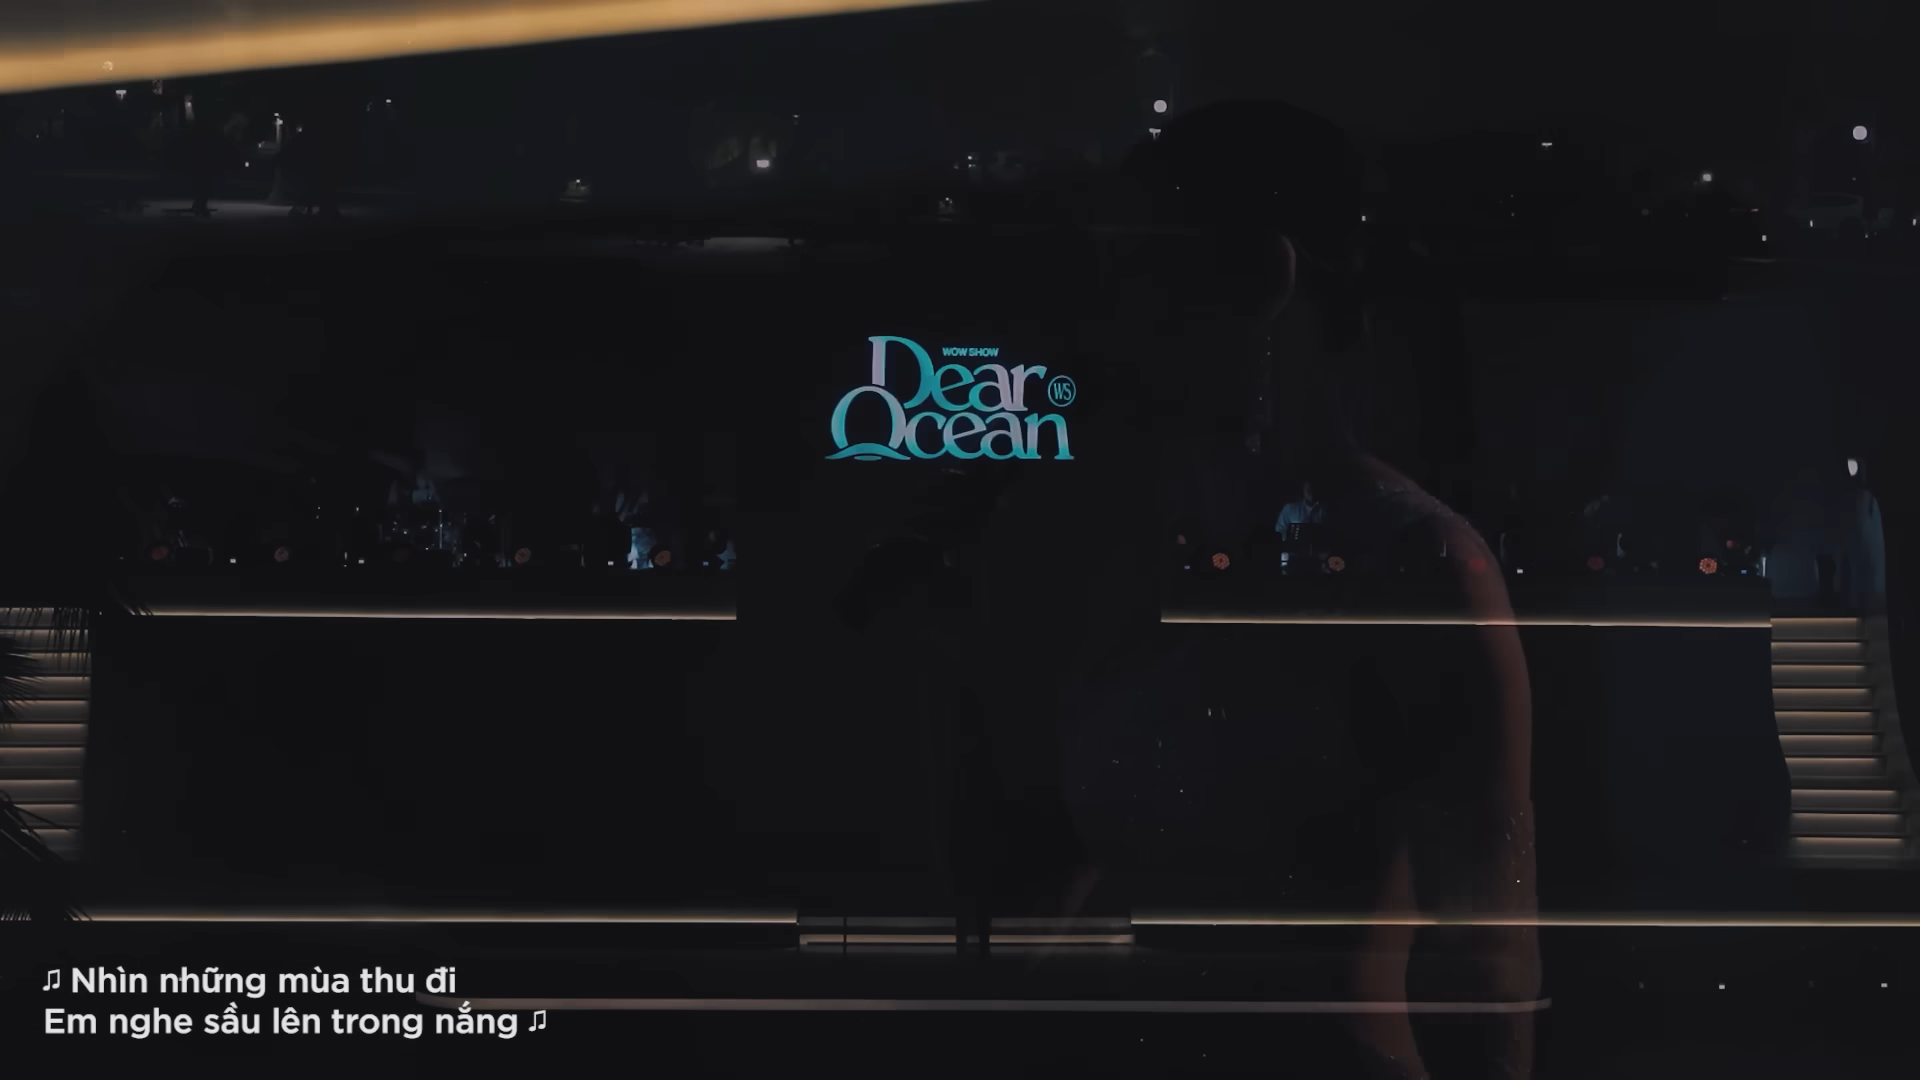 WOW SHOW
Dear
WS
Ocean
♫ Nhìn những mùa thu đi
Em nghe sầu lên trong nắng ♫